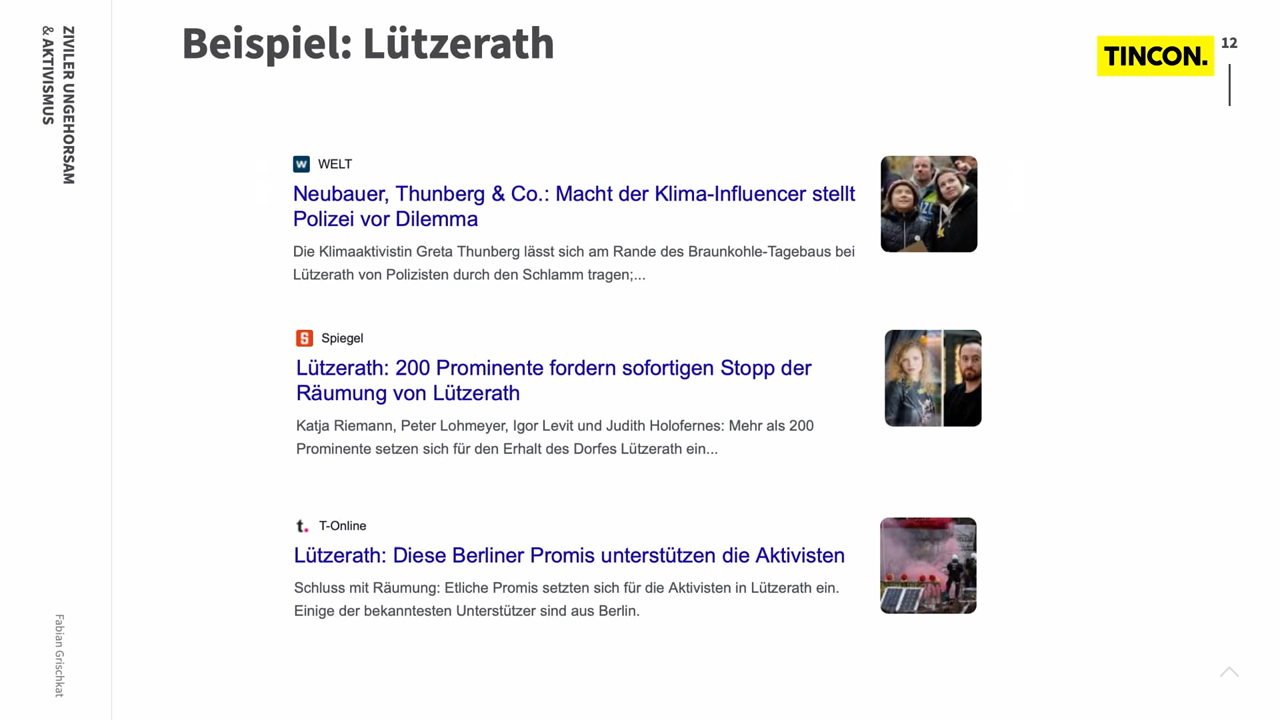 ZIVILER UNGEHORSAM
& AKTIVISMUS
Beispiel: Lützerath
TINCON.
12
WELT
Neubauer, Thunberg & Co.: Macht der Klima-Influencer stellt
Polizei vor Dilemma
Die Klimaaktivistin Greta Thunberg lässt sich am Rande des Braunkohle-Tagebaus bei
Lützerath von Polizisten durch den Schlamm tragen;...
Spiegel
Lützerath: 200 Prominente fordern sofortigen Stopp der
Räumung von Lützerath
Katja Riemann, Peter Lohmeyer, Igor Levit und Judith Holofernes: Mehr als 200
Prominente setzen sich für den Erhalt des Dorfes Lützerath ein...
t. T-Online
Lützerath: Diese Berliner Promis unterstützen die Aktivisten
Schluss mit Räumung: Etliche Promis setzten sich für die Aktivisten in Lützerath ein.
Einige der bekanntesten Unterstützer sind aus Berlin.
Fabian Grischkat